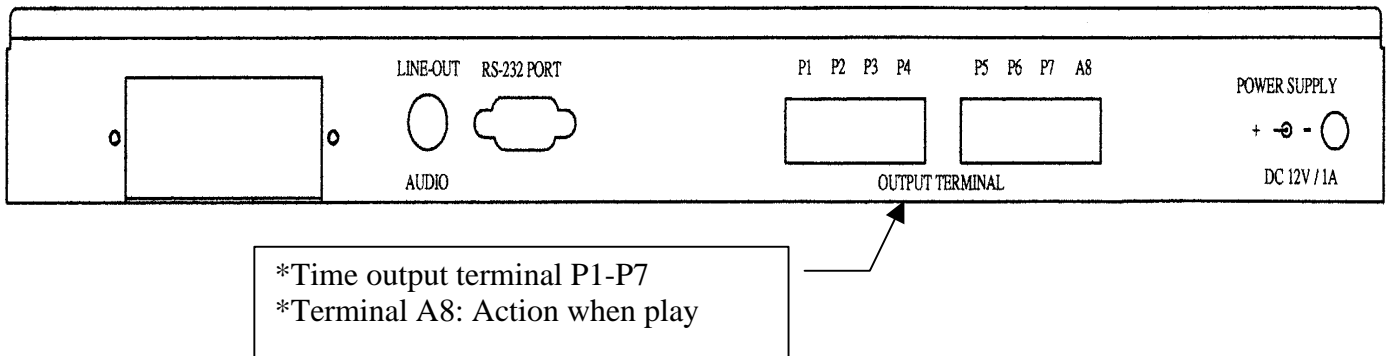 LINE-OUT RS-232 PORT P1 P2 P3 P4 P5 P6 P7 A8
POWER SUPPLY
+ -
AUDIO OUTPUT TERMINAL DC 12V / 1A
*Time output terminal P1-P7
*Terminal A8: Action when play